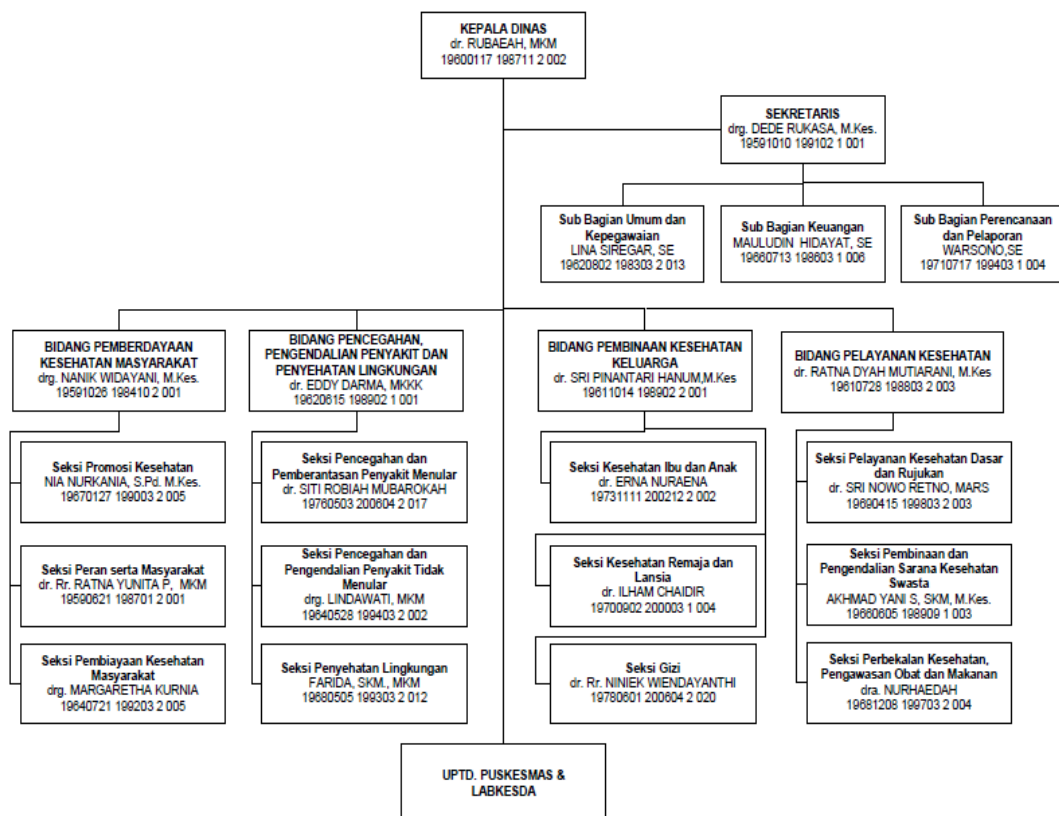 KEPALA DINAS
dr. RUBAEAH, MKM
19600117 198711 2 002
SEKRETARIS
drg. DEDE RUKASA, M.Kes.
19591010 199102 1 001
Sub Bagian Umum dan
Kepegawaian
LINA SIREGAR, SE
19620802 198303 2 013
Sub Bagian Keuangan
MAULUDIN HIDAYAT, SE
19660713 198603 1 006
Sub Bagian Perencanaan
dan Pelaporan
WARSONO,SE
19710717 199403 1 004
BIDANG PEMBERDAYAAN
KESEHATAN MASYARAKAT
drg. NANIK WIDAYANI, M.Kes.
19591026 198410 2 001
BIDANG PENCEGAHAN,
PENGENDALIAN PENYAKIT DAN
PENYEHATAN LINGKUNGAN
dr. EDDY DARMA, MKKK
19620615 198902 1 001
BIDANG PEMBINAAN KESEHATAN
KELUARGA
dr. SRI PINANTARI HANUM,M.Kes
19611014 198902 2 001
BIDANG PELAYANAN KESEHATAN
dr. RATNA DYAH MUTIARANI, M.Kes
19610728 198803 2 003
Seksi Promosi Kesehatan
NIA NURKANIA, S.Pd. M.Kes.
19670127 199003 2 005
Seksi Pencegahan dan
Pemberantasan Penyakit Menular
dr. SITI ROBIAH MUBAROKAH
19760503 200604 2 017
Seksi Kesehatan Ibu dan Anak
dr. ERNA NURAENA
19731111 200212 2 002
Seksi Pelayanan Kesehatan Dasar
dan Rujukan
dr. SRI NOWO RETNO, MARS
19690415 199803 2 003
Seksi Peran serta Masyarakat
dr. Rr. RATNA YUNITA P, MKM
19590621 198701 2 001
Seksi Pencegahan dan
Pengendalian Penyakit Tidak
Menular
drg. LINDAWATI, MKM
19640528 199403 2 002
Seksi Kesehatan Remaja dan
Lansia
dr. ILHAM CHAIDIR
19700902 200003 1 004
Seksi Pembinaan dan
Pengendalian Sarana Kesehatan
Swasta
AKHMAD YANI S, SKM, M.Kes.
19660605 198909 1 003
Seksi Pembiayaan Kesehatan
Masyarakat
drg. MARGARETHA KURNIA
19640721 199203 2 005
Seksi Penyehatan Lingkungan
FARIDA, SKM., MKM
19680505 199303 2 012
Seksi Gizi
dr. Rr. NINIEK WIENDAYANTHI
19780601 200604 2 020
Seksi Perbekalan Kesehatan,
Pengawasan Obat dan Makanan
dra. NURHAEDAH
19681208 199703 2 004
UPTD. PUSKESMAS &
LABKESDA